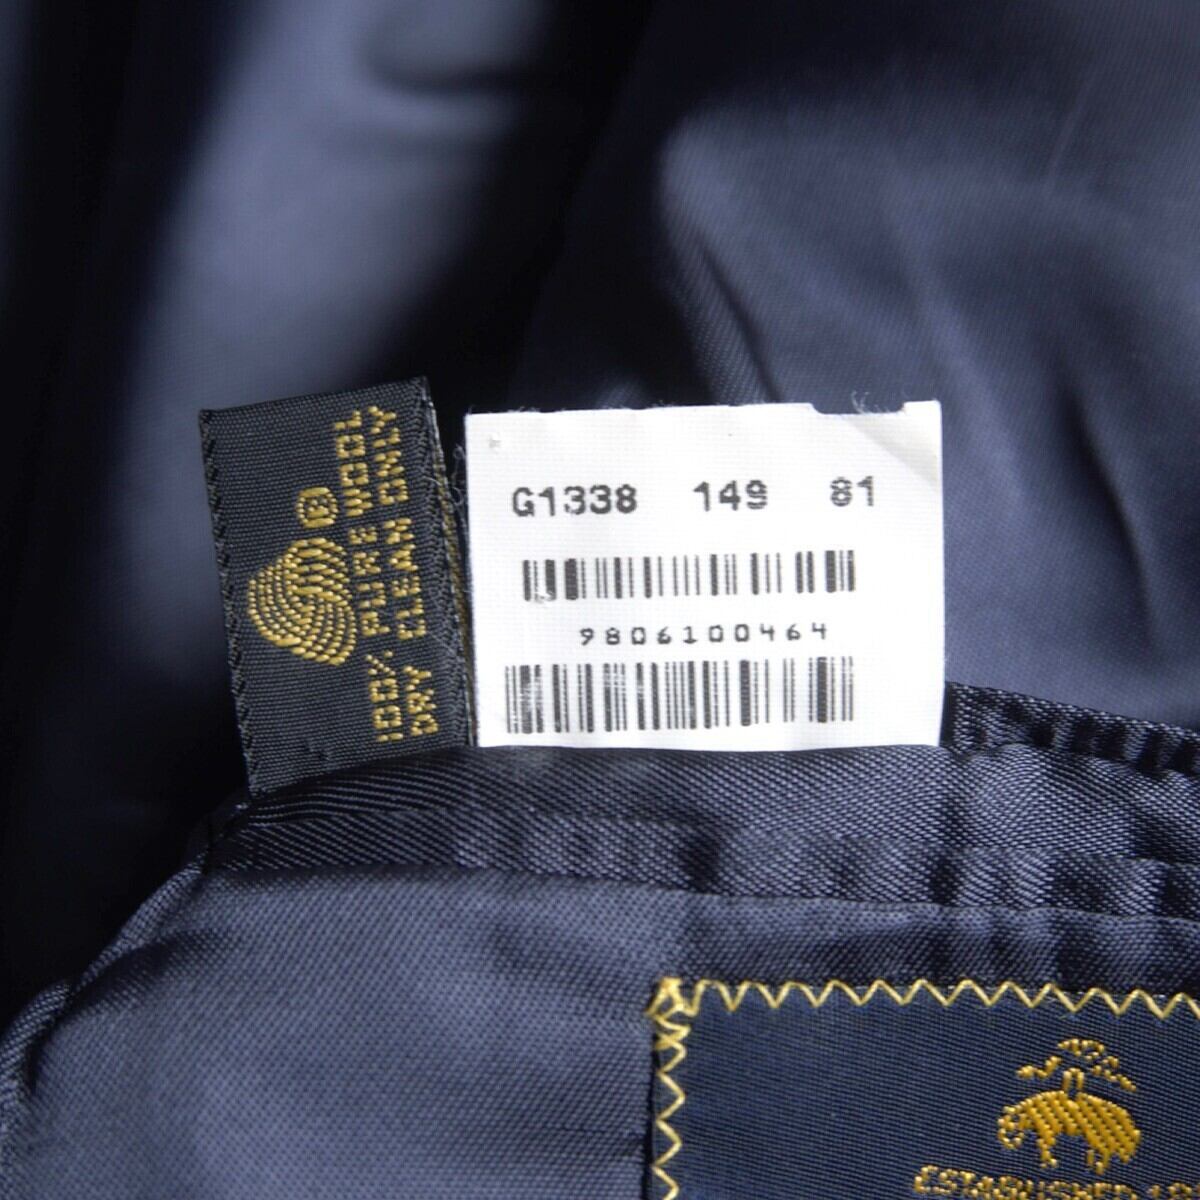 100% PURE WOOL
DRY CLEAN ONLY
G1338 149 81
9806100464
ESTABLISHED